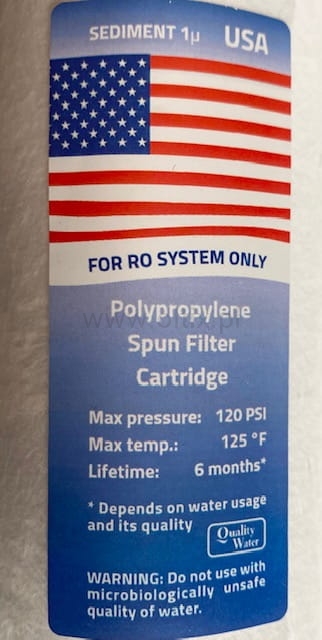 SEDIMENT 1µ USA
FOR RO SYSTEM ONLY
Polypropylene
Spun Filter
Cartridge
Max pressure: 120 PSI
Max temp.: 125 °F
Lifetime: 6 months*
* Depends on water usage
and its quality
Quality
Water
WARNING: Do not use with
microbiologically unsafe
quality of water.